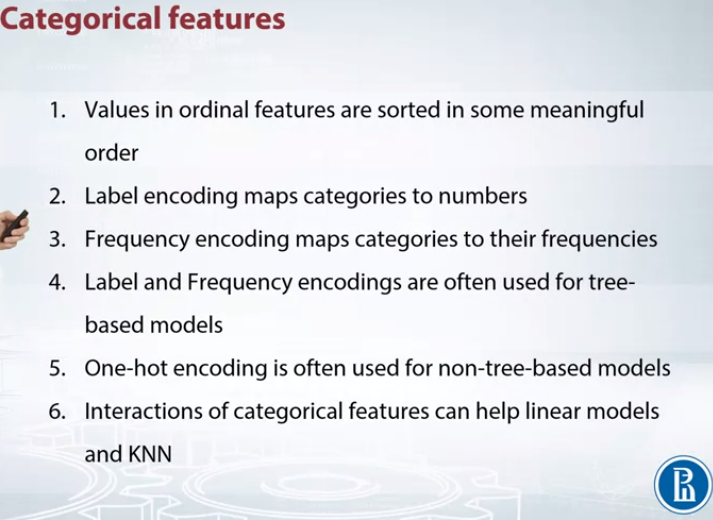 Categorical features
1. Values in ordinal features are sorted in some meaningful
order
2. Label encoding maps categories to numbers
3. Frequency encoding maps categories to their frequencies
4. Label and Frequency encodings are often used for tree-
based models
5. One-hot encoding is often used for non-tree-based models
6. Interactions of categorical features can help linear models
and KNN